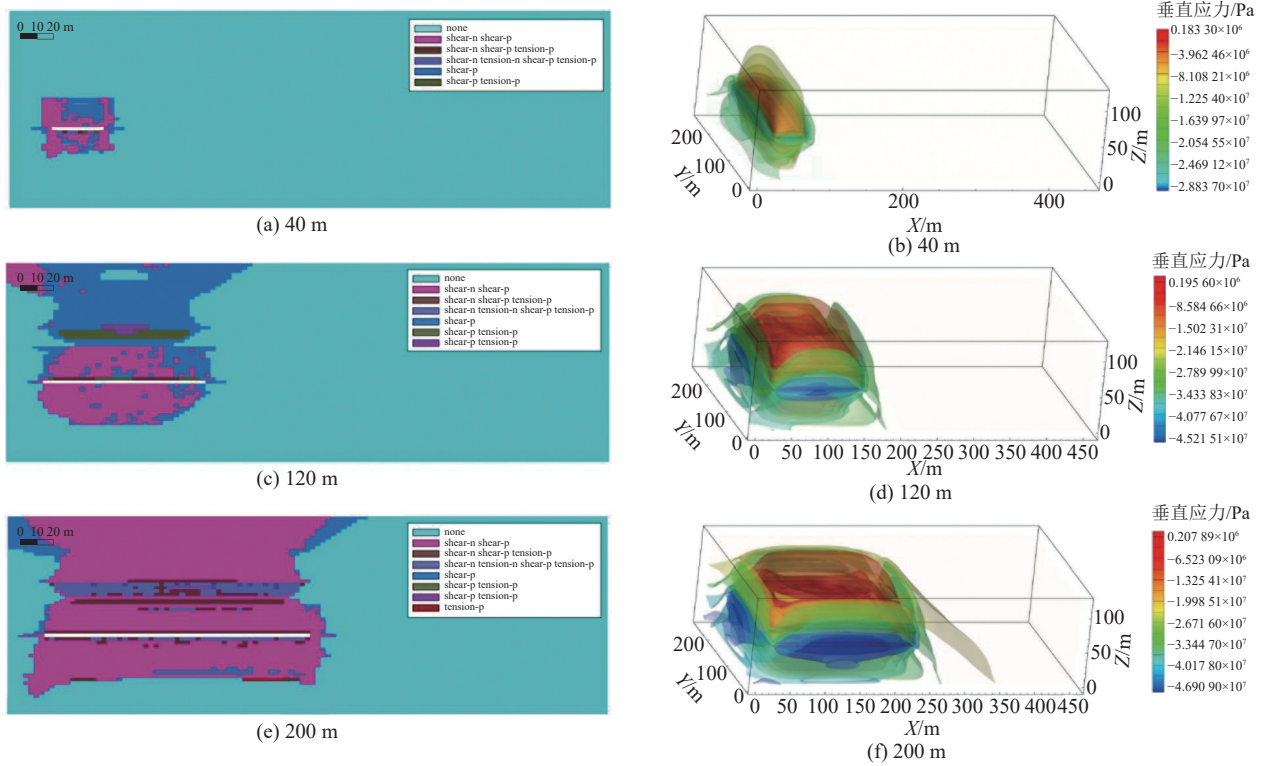 0 10 20 m
none
shear-n shear-p
shear-n shear-p tension-p
shear-n tension-n shear-p tension-p
shear-p
shear-p tension-p
(a) 40 m
垂直应力/Pa
0.183 30×10⁶
−3.962 46×10⁶
−8.108 21×10⁶
−1.225 40×10⁷
−1.639 97×10⁷
−2.054 55×10⁷
−2.469 12×10⁷
−2.883 70×10⁷
200
100
0
Y/m
0
200
400
X/m
100
50
0
Z/m
(b) 40 m
0 10 20 m
none
shear-n shear-p
shear-n shear-p tension-p
shear-n tension-n shear-p tension-p
shear-p
shear-p tension-p
shear-p tension-p
(c) 120 m
垂直应力/Pa
0.195 60×10⁶
−8.584 66×10⁶
−1.502 31×10⁷
−2.146 15×10⁷
−2.789 99×10⁷
−3.433 83×10⁷
−4.077 67×10⁷
−4.521 51×10⁷
200
100
0
Y/m
0 50 100 150 200 250 300 350 400 450
X/m
100
50
0
Z/m
(d) 120 m
0 10 20 m
none
shear-n shear-p
shear-n shear-p tension-p
shear-n tension-n shear-p tension-p
shear-p
shear-p tension-p
shear-p tension-p
tension-p
(e) 200 m
垂直应力/Pa
0.207 89×10⁶
−6.523 09×10⁶
−1.325 41×10⁷
−1.998 51×10⁷
−2.671 60×10⁷
−3.344 70×10⁷
−4.017 80×10⁷
−4.690 90×10⁷
200
100
0
Y/m
0 50 100 150 200 250 300 350 400 450
X/m
100
50
0
Z/m
(f) 200 m